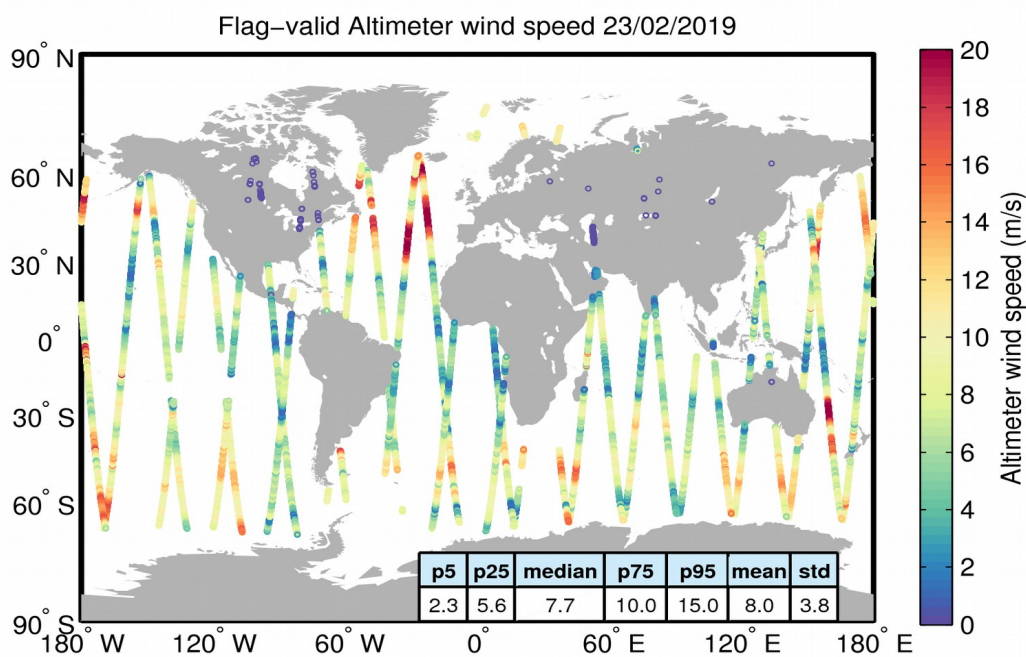 Flag−valid Altimeter wind speed 23/02/2019
90° N
60° N
30° N
0°
30° S
60° S
90° S
180° W
120° W
60° W
0°
60° E
120° E
180° E
20
18
16
14
12
10
8
6
4
2
0
Altimeter wind speed (m/s)
p5 p25 median p75 p95 mean std
2.3 5.6 7.7 10.0 15.0 8.0 3.8